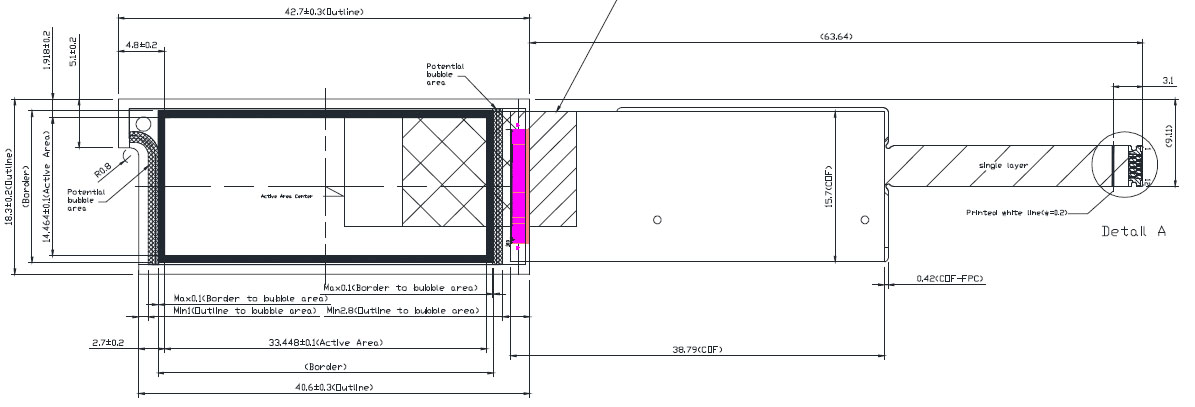 42.7±0.3(Outline)
(63.64)
1.918±0.2
5.1±0.2
4.8±0.2
Potential
bubble
area
3.1
18.3±0.2(Outline)
(Border)
14.464±0.1(Active Area)
R0.8
Potential
bubble
area
Active Area Center
15.7(COF)
single layer
(9.11)
Printed white line(w=0.2)
Detail A
0.42(COF-FPC)
Max0.1(Border to bubble area)
Max0.1(Border to bubble area)
Min1(Outline to bubble area)
Min2.8(Outline to bubble area)
2.7±0.2
33.448±0.1(Active Area)
38.79(COF)
(Border)
40.6±0.3(Outline)